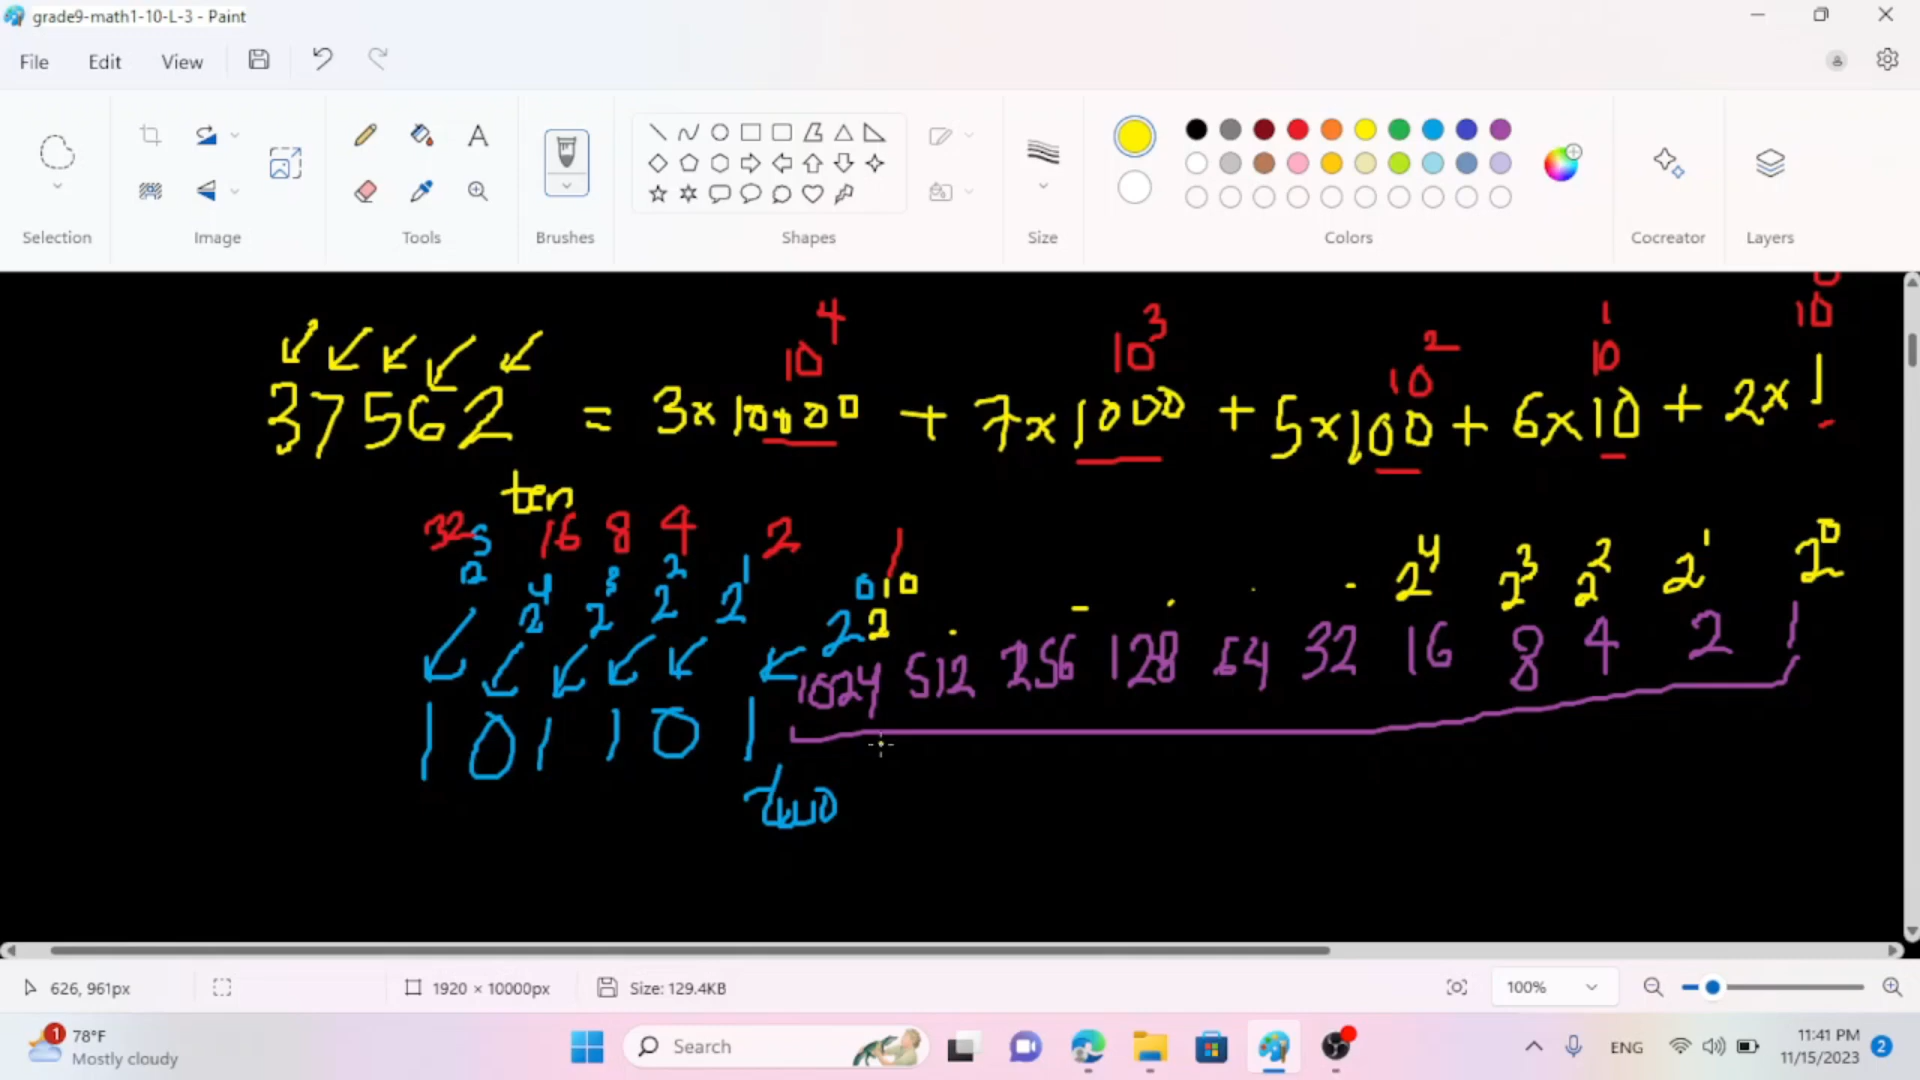 grade9-math1-10-L-3 - Paint
File Edit View
Selection Image Tools Brushes Shapes Size Colors Cocreator Layers
10⁴ 10³ 10² 10¹ 10⁰
37562 = 3×10000 + 7×1000 + 5×100 + 6×10 + 2×1
ten
32 16 8 4 2 1
2⁵ 2⁴ 2³ 2² 2¹ 2⁰
2¹⁰ . - . . - 2⁴ 2³ 2² 2¹ 2⁰
1024 512 256 128 64 32 16 8 4 2 1
101101
two
626, 961px 1920 × 10000px Size: 129.4KB 100%
1 78°F Search ENG 11:41 PM 2
Mostly cloudy 11/15/2023